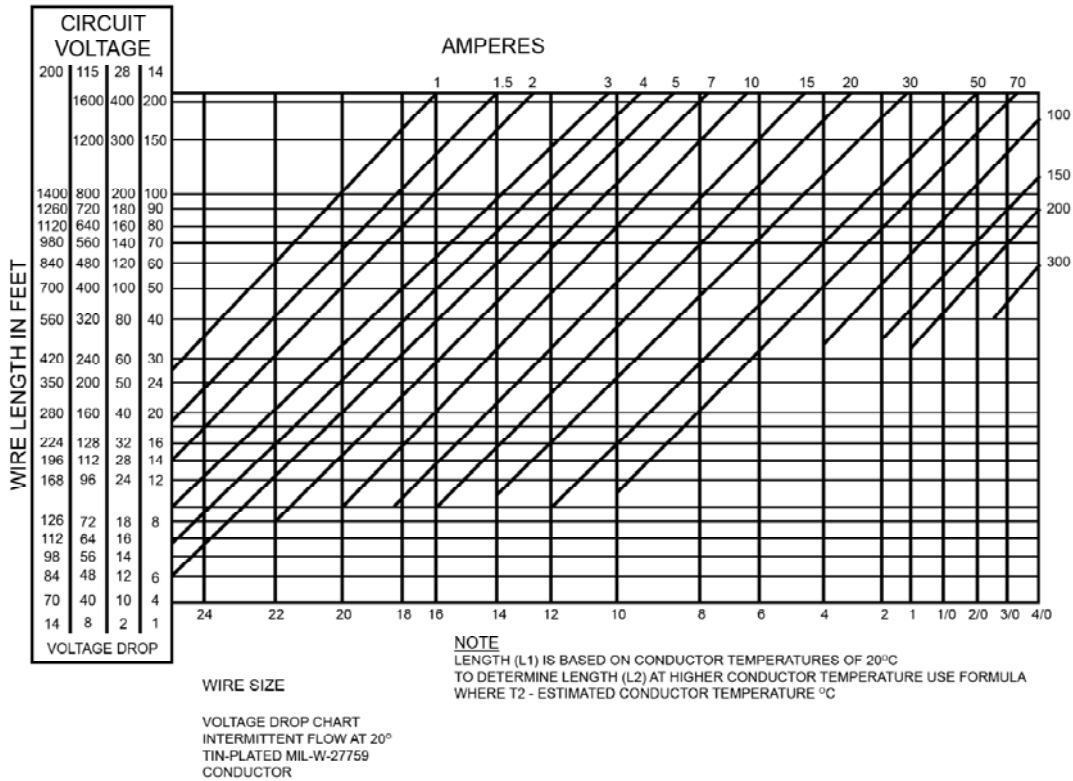 CIRCUIT
VOLTAGE
AMPERES
200 115 28 14
1 1.5 2 3 4 5 7 10 15 20 30 50 70
1600 400 200
100
1200 300 150
150
1400 800 200 100
1260 720 180 90
200
1120 640 160 80
980 560 140 70
840 480 120 60
300
700 400 100 50
560 320 80 40
420 240 60 30
350 200 50 24
280 160 40 20
224 128 32 16
196 112 28 14
168 96 24 12
126 72 18 8
112 64 16
98 56 14
84 48 12 6
70 40 10 4
14 8 2 1
WIRE LENGTH IN FEET
VOLTAGE DROP
24 22 20 18 16 14 12 10 8 6 4 2 1 1/0 2/0 3/0 4/0
NOTE
LENGTH (L1) IS BASED ON CONDUCTOR TEMPERATURES OF 20ºC
TO DETERMINE LENGTH (L2) AT HIGHER CONDUCTOR TEMPERATURE USE FORMULA
WHERE T2 - ESTIMATED CONDUCTOR TEMPERATURE ºC
WIRE SIZE
VOLTAGE DROP CHART
INTERMITTENT FLOW AT 20º
TIN-PLATED MIL-W-27759
CONDUCTOR